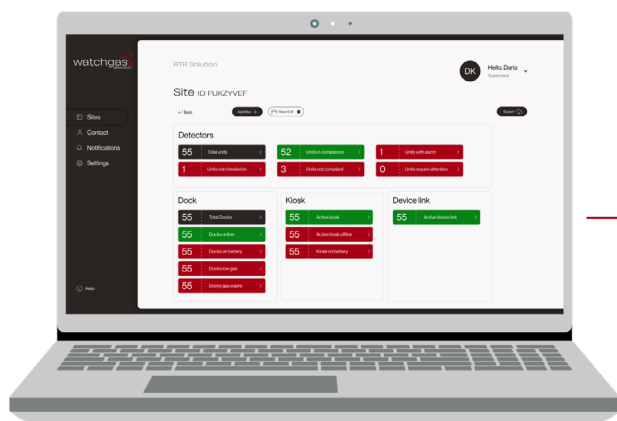 watchgas
RTR Solution
DK
Hello, Daria
Supervisor
Site ID FUKZYVEF
Back
Export
Sites
Contact
Notifications
Settings
Help
Detectors
55 Total units
52 Units in compliance
1 Units with alarm
1 Units not checked in
3 Units not compliant
0 Units require attention
Dock
55 Total Docks
55 Docks online
55 Docks on battery
55 Docks low gas
55 Docks gas expire
Kiosk
55 Active kiosk
55 Active kiosk offline
55 Kiosk on battery
Device link
55 Active device link